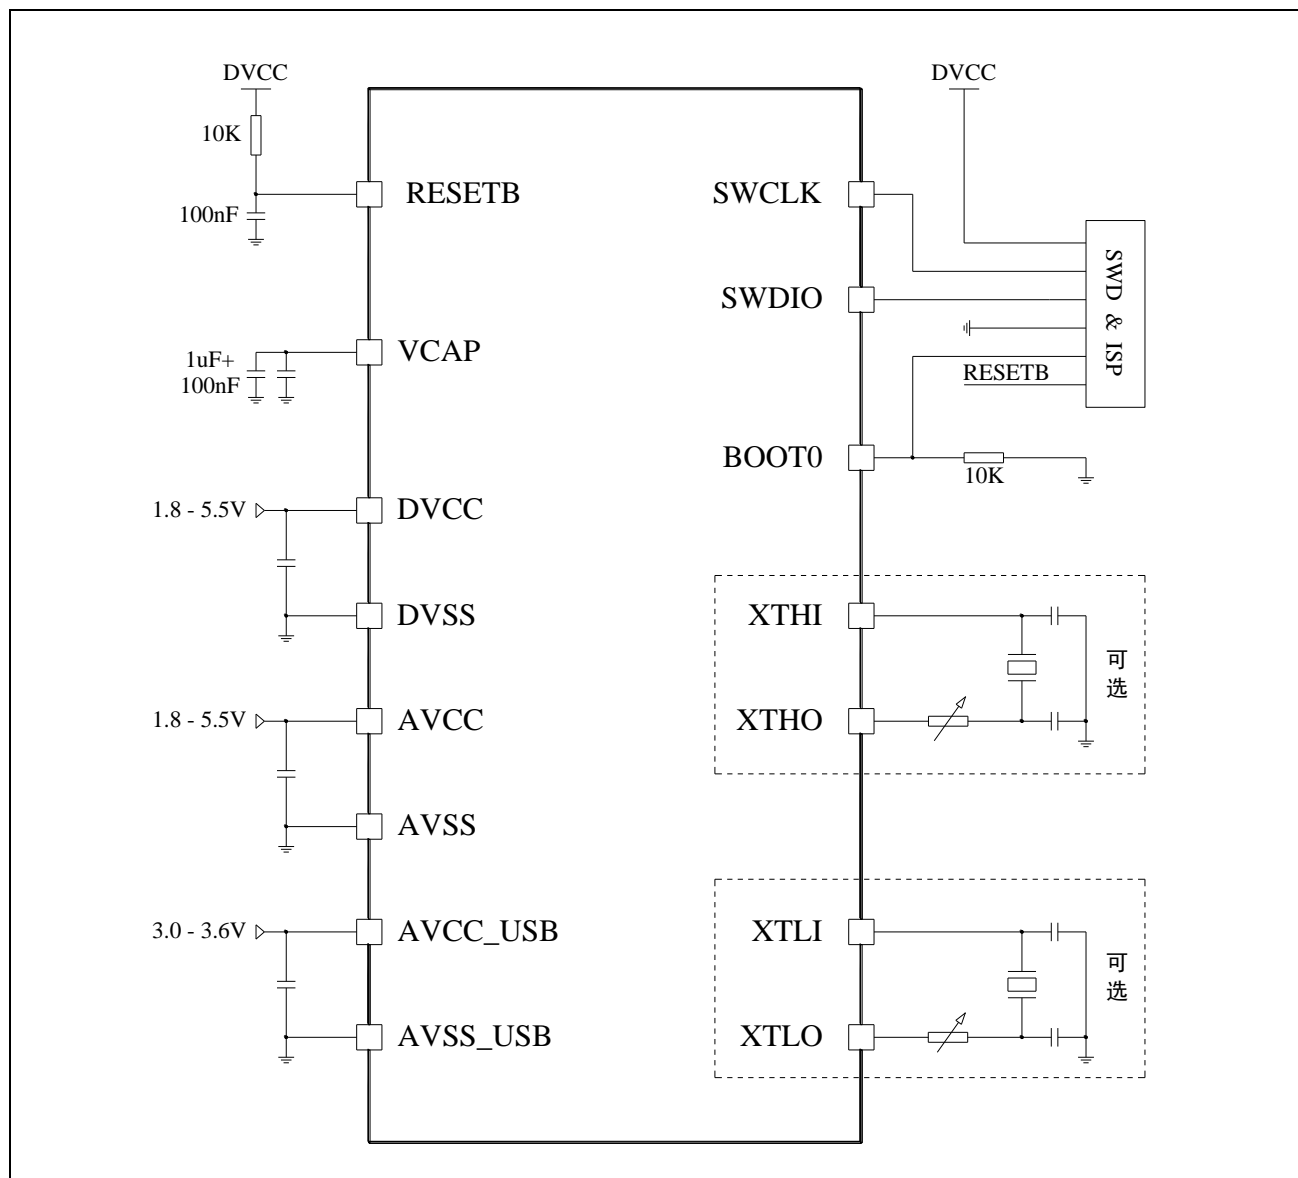 DVCC
10K
100nF
RESETB
1uF+
100nF
VCAP
1.8 - 5.5V
DVCC
DVSS
1.8 - 5.5V
AVCC
AVSS
3.0 - 3.6V
AVCC_USB
AVSS_USB
DVCC
SWCLK
SWDIO
SWD & ISP
RESETB
BOOT0
10K
XTHI
XTHO
可
选
XTLI
XTLO
可
选